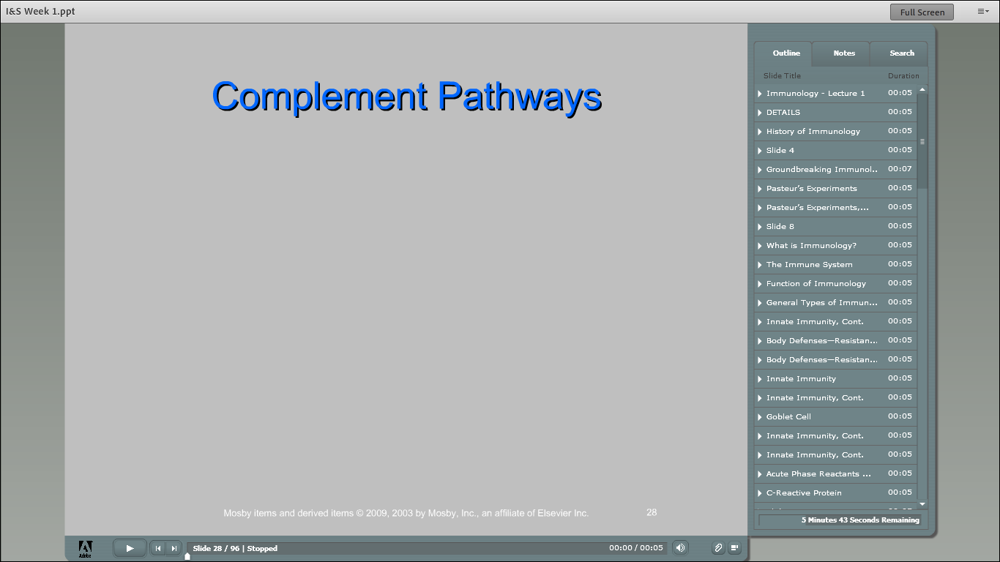 I&S Week 1.ppt
Full Screen
Complement Pathways
Mosby items and derived items © 2009, 2003 by Mosby, Inc., an affiliate of Elsevier Inc.
28
Outline Notes Search
Slide Title Duration
Immunology - Lecture 1 00:05
DETAILS 00:05
History of Immunology 00:05
Slide 4 00:05
Groundbreaking Immunol.. 00:07
Pasteur’s Experiments 00:05
Pasteur’s Experiments,... 00:05
Slide 8 00:05
What is Immunology? 00:05
The Immune System 00:05
Function of Immunology 00:05
General Types of Immun... 00:05
Innate Immunity, Cont. 00:05
Body Defenses—Resistan... 00:05
Body Defenses—Resistan... 00:05
Innate Immunity 00:05
Innate Immunity, Cont. 00:05
Goblet Cell 00:05
Innate Immunity, Cont. 00:05
Innate Immunity, Cont. 00:05
Acute Phase Reactants ... 00:05
C-Reactive Protein 00:05
5 Minutes 43 Seconds Remaining
Adobe
Slide 28 / 96 | Stopped
00:00 / 00:05